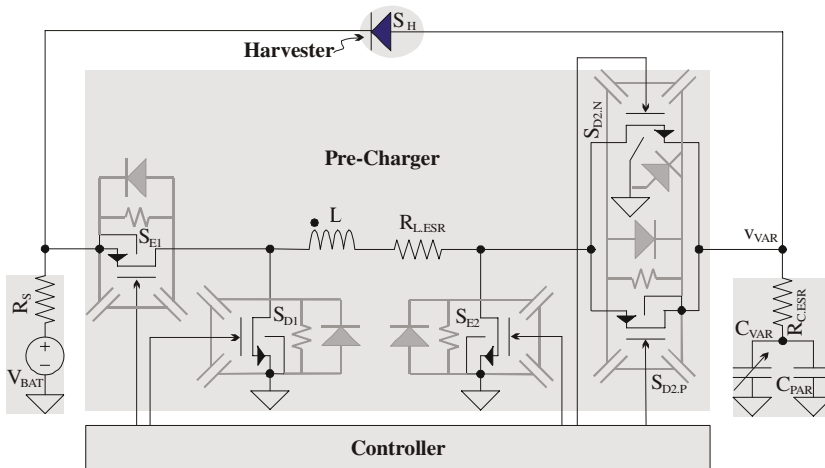 S_H
Harvester
S_D2.N
Pre-Charger
L
R_L.ESR
S_E1
v_VAR
R_S
S_D1
S_E2
R_C.ESR
C_VAR
+
−
V_BAT
S_D2.P
C_PAR
Controller